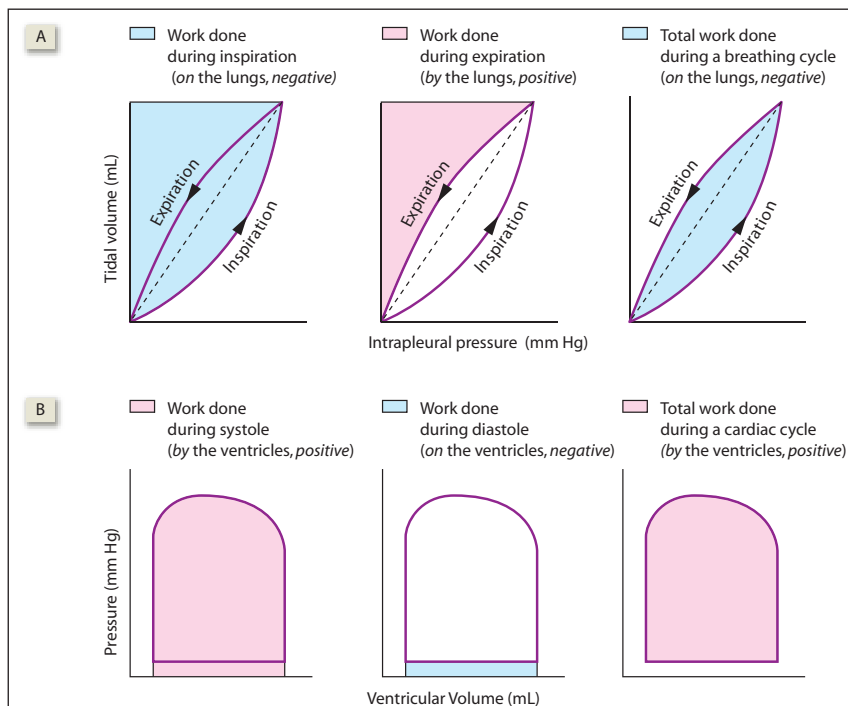 A
Work done
during inspiration
(on the lungs, negative)
Work done
during expiration
(by the lungs, positive)
Total work done
during a breathing cycle
(on the lungs, negative)
Tidal volume (mL)
Expiration
Inspiration
Expiration
Inspiration
Expiration
Inspiration
Intrapleural pressure (mm Hg)
B
Work done
during systole
(by the ventricles, positive)
Work done
during diastole
(on the ventricles, negative)
Total work done
during a cardiac cycle
(by the ventricles, positive)
Pressure (mm Hg)
Ventricular Volume (mL)